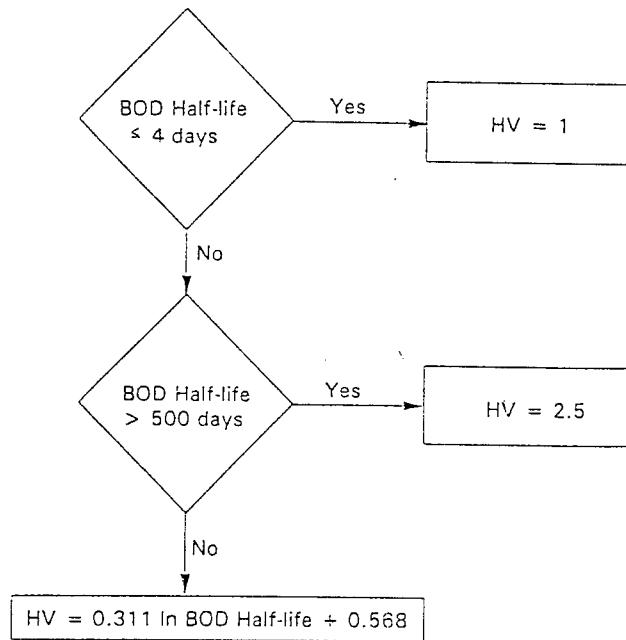 BOD Half-life
≤ 4 days
Yes
HV = 1
No
BOD Half-life
> 500 days
Yes
HV = 2.5
No
HV = 0.311 ln BOD Half-life + 0.568